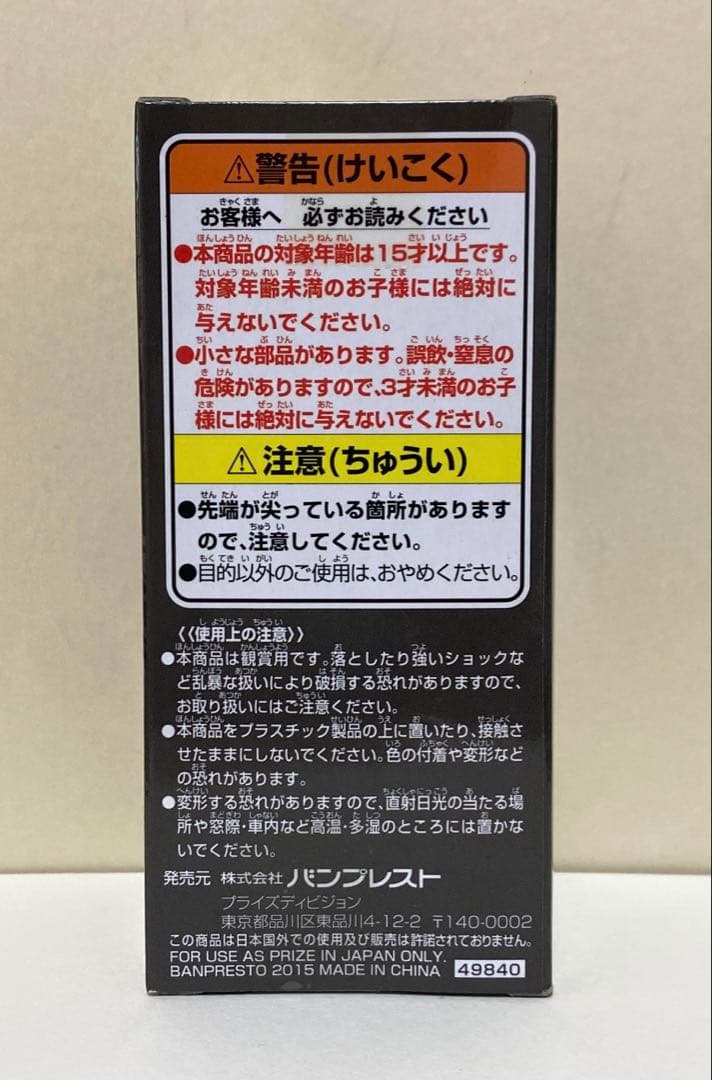 ⚠警告(けいこく)
お客様へ 必ずお読みください
●本商品の対象年齢は15才以上です。
対象年齢未満のお子様には絶対に
与えないでください。
●小さな部品があります。誤飲・窒息の
危険がありますので、3才未満のお子
様には絶対に与えないでください。
⚠注意(ちゅうい)
●先端が尖っている箇所があります
ので、注意してください。
●目的以外のご使用は、おやめください。
《使用上の注意》
●本商品は観賞用です。落としたり強いショックな
ど乱暴な扱いにより破損する恐れがありますので、
お取り扱いにはご注意ください。
●本商品をプラスチック製品の上に置いたり、接触さ
せたままにしないでください。色の付着や変形など
の恐れがあります。
●変形する恐れがありますので、直射日光の当たる場
所や窓際・車内など高温・多湿のところには置かな
いでください。
発売元 株式会社 バンプレスト
プライズディビジョン
東京都品川区東品川4-12-2 〒140-0002
この商品は日本国外での使用及び販売は許諾されておりません。
FOR USE AS PRIZE IN JAPAN ONLY.
BANPRESTO 2015 MADE IN CHINA 49840